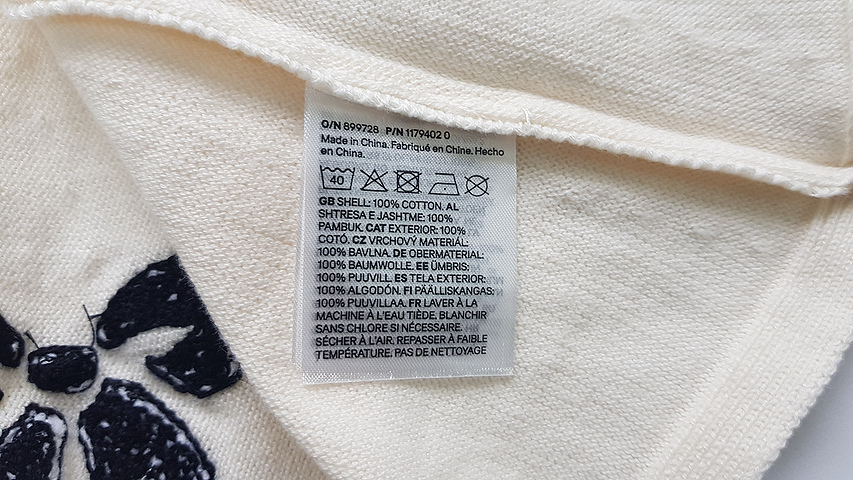 O/N 899728 P/N 1179402 0
Made in China. Fabriqué en Chine. Hecho
en China.
40
GB SHELL: 100% COTTON. AL
SHTRESA E JASHTME: 100%
PAMBUK. CAT EXTERIOR: 100%
COTÓ. CZ VRCHOVÝ MATERIÁL:
100% BAVLNA. DE OBERMATERIAL:
100% BAUMWOLLE. EE ÜMBRIS:
100% PUUVILL. ES TELA EXTERIOR:
100% ALGODÓN. FI PÄÄLLISKANGAS:
100% PUUVILLAA. FR LAVER À LA
MACHINE À L'EAU TIÈDE. BLANCHIR
SANS CHLORE SI NÉCESSAIRE.
SÉCHER À L'AIR. REPASSER À FAIBLE
TEMPÉRATURE. PAS DE NETTOYAGE